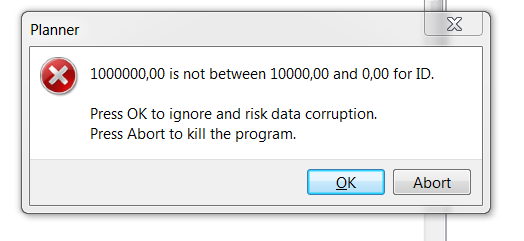 Planner
1000000,00 is not between 10000,00 and 0,00 for ID.
Press OK to ignore and risk data corruption.
Press Abort to kill the program.
OK
Abort